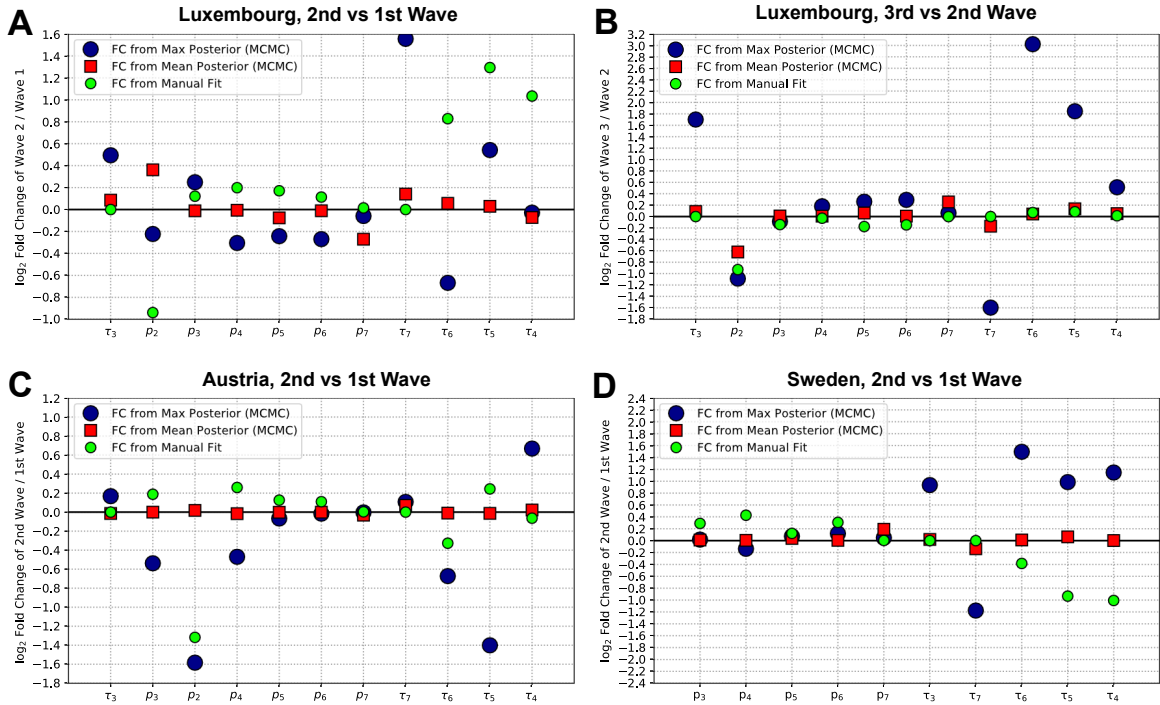 A
Luxembourg, 2nd vs 1st Wave
log₂ Fold Change of Wave 2 / Wave 1
1.6
1.4
1.2
1.0
0.8
0.6
0.4
0.2
0.0
−0.2
−0.4
−0.6
−0.8
−1.0
FC from Max Posterior (MCMC)
FC from Mean Posterior (MCMC)
FC from Manual Fit
τ₃ p₂ p₃ p₄ p₅ p₆ p₇ τ₇ τ₆ τ₅ τ₄
B
Luxembourg, 3rd vs 2nd Wave
log₂ Fold Change of Wave 3 / Wave 2
3.2
3.0
2.8
2.6
2.4
2.2
2.0
1.8
1.6
1.4
1.2
1.0
0.8
0.6
0.4
0.2
0.0
−0.2
−0.4
−0.6
−0.8
−1.0
−1.2
−1.4
−1.6
−1.8
FC from Max Posterior (MCMC)
FC from Mean Posterior (MCMC)
FC from Manual Fit
τ₃ p₂ p₃ p₄ p₅ p₆ p₇ τ₇ τ₆ τ₅ τ₄
C
Austria, 2nd vs 1st Wave
log₂ Fold Change of 2nd Wave / 1st Wave
1.2
1.0
0.8
0.6
0.4
0.2
0.0
−0.2
−0.4
−0.6
−0.8
−1.0
−1.2
−1.4
−1.6
−1.8
FC from Max Posterior (MCMC)
FC from Mean Posterior (MCMC)
FC from Manual Fit
τ₃ p₃ p₂ p₄ p₅ p₆ p₇ τ₇ τ₆ τ₅ τ₄
D
Sweden, 2nd vs 1st Wave
log₂ Fold Change of 2nd Wave / 1st Wave
2.4
2.2
2.0
1.8
1.6
1.4
1.2
1.0
0.8
0.6
0.4
0.2
0.0
−0.2
−0.4
−0.6
−0.8
−1.0
−1.2
−1.4
−1.6
−1.8
−2.0
−2.2
−2.4
FC from Max Posterior (MCMC)
FC from Mean Posterior (MCMC)
FC from Manual Fit
p₃ p₄ p₅ p₆ p₇ τ₃ τ₇ τ₆ τ₅ τ₄